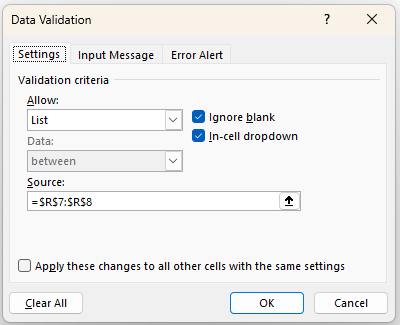 Data Validation
?
Settings
Input Message
Error Alert
Validation criteria
Allow:
List
Ignore blank
In-cell dropdown
Data:
between
Source:
=$R$7:$R$8
Apply these changes to all other cells with the same settings
Clear All
OK
Cancel